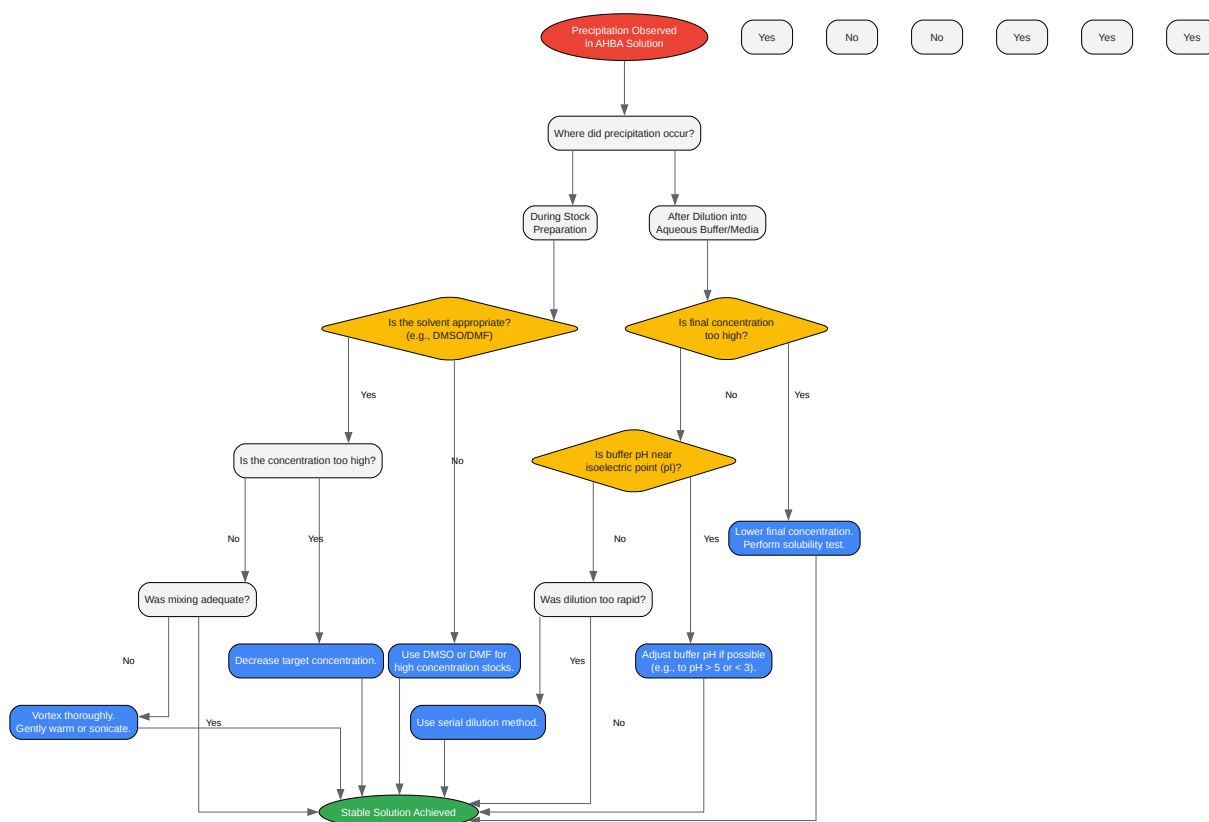 Precipitation Observed
in AHBA Solution
Yes
No
No
Yes
Yes
Yes
Where did precipitation occur?
During Stock
Preparation
After Dilution into
Aqueous Buffer/Media
Is the solvent appropriate?
(e.g., DMSO/DMF)
Is final concentration
too high?
Yes
No
Yes
Is the concentration too high?
No
Is buffer pH near
isoelectric point (pI)?
No
Yes
No
Yes
Lower final concentration.
Perform solubility test.
Was mixing adequate?
Was dilution too rapid?
No
Decrease target concentration.
Use DMSO or DMF for
high concentration stocks.
Yes
Adjust buffer pH if possible
(e.g., to pH > 5 or < 3).
Vortex thoroughly.
Gently warm or sonicate.
Yes
Use serial dilution method.
No
Stable Solution Achieved